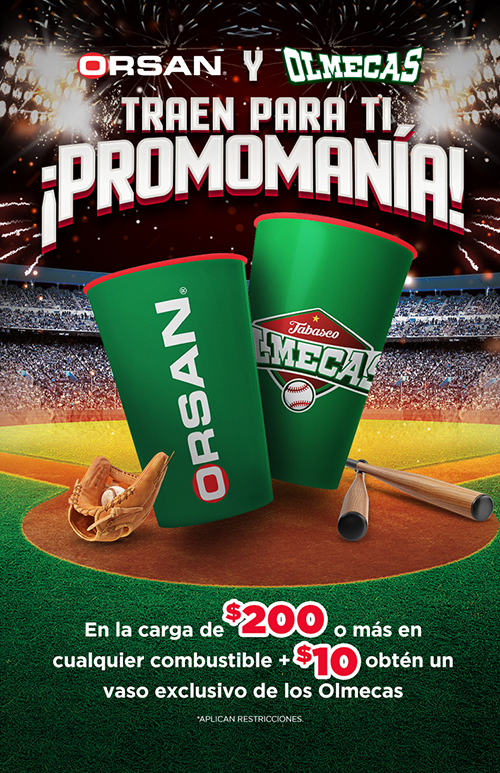 ORSAN Y OLMECAS
TRAEN PARA TI
¡PROMOMANÍA!
ORSAN®
Tabasco
OLMECAS
En la carga de $200 o más en
cualquier combustible + $10 obtén un
vaso exclusivo de los Olmecas
*APLICAN RESTRICCIONES.